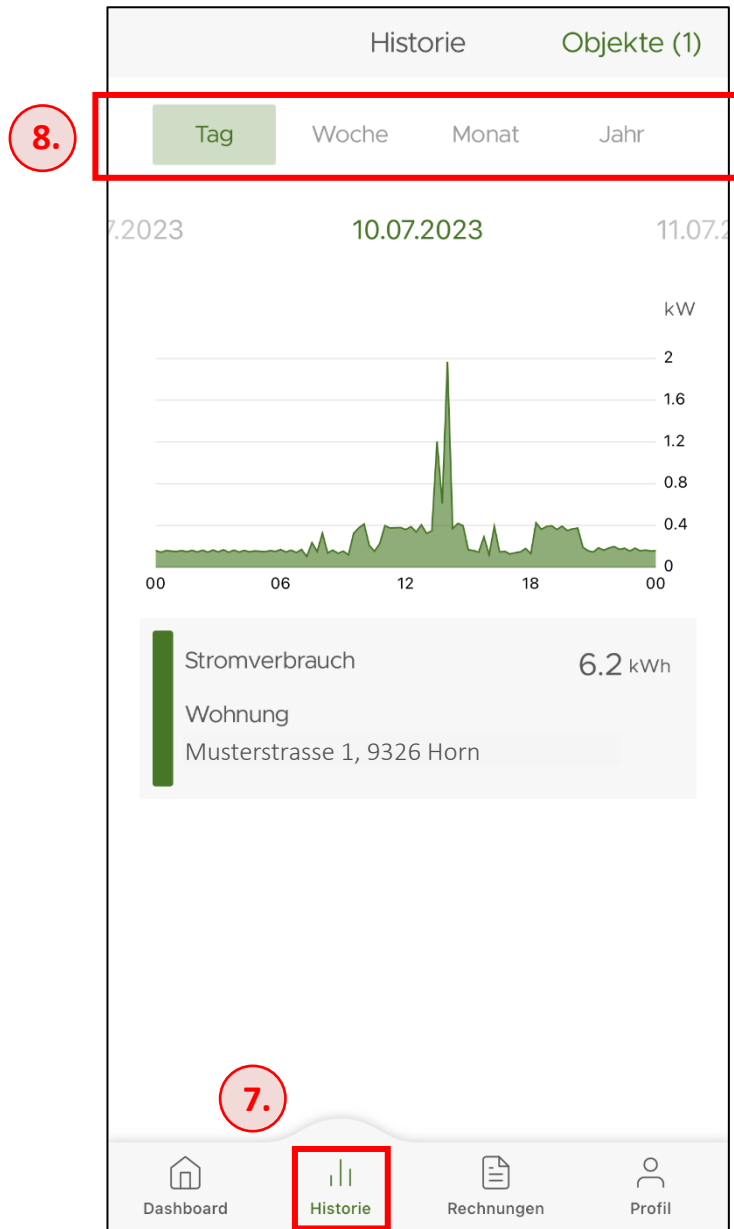 Historie Objekte (1)
8.
Tag Woche Monat Jahr
7.2023 10.07.2023 11.07.2
kW
2
1.6
1.2
0.8
0.4
0
00 06 12 18 00
Stromverbrauch 6.2 kWh
Wohnung
Musterstrasse 1, 9326 Horn
7.
Dashboard Historie Rechnungen Profil